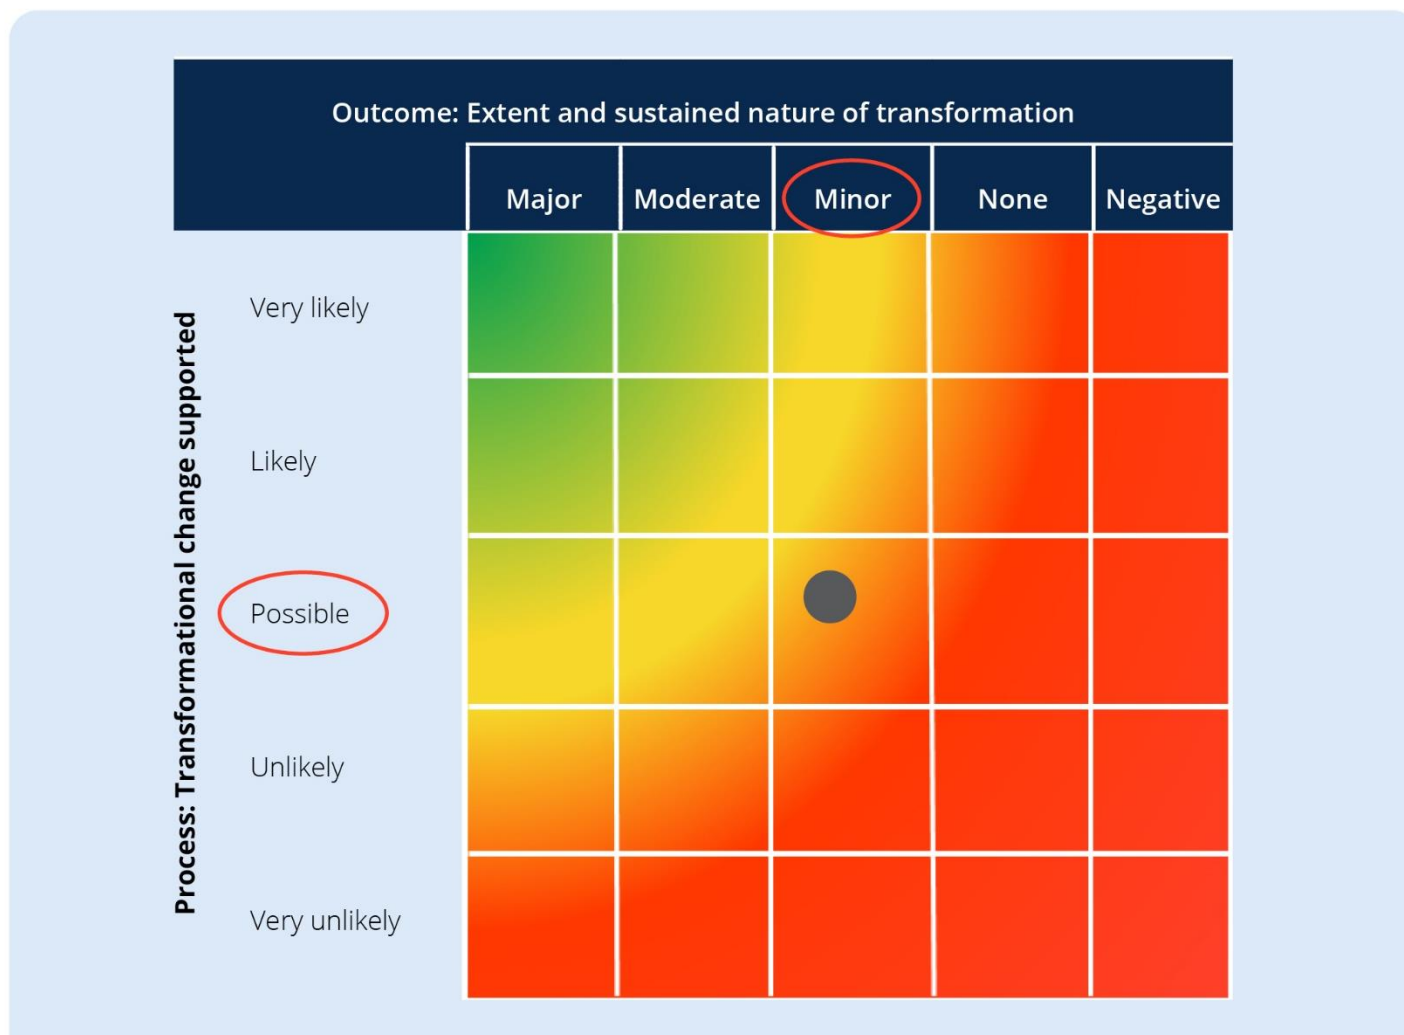 Outcome: Extent and sustained nature of transformation
Major
Moderate
Minor
None
Negative
Process: Transformational change supported
Very likely
Likely
Possible
Unlikely
Very unlikely